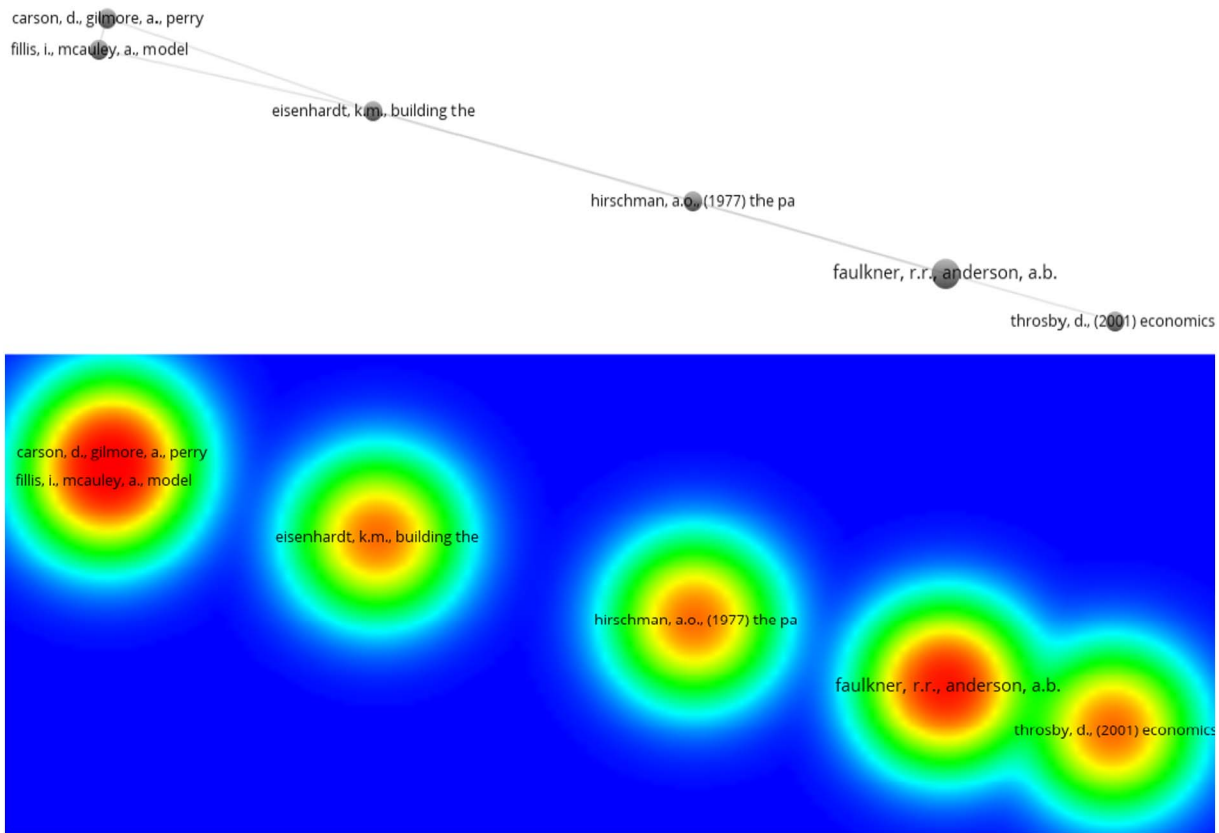 carson, d., gilmore, a., perry
fillis, i., mcauley, a., model
eisenhardt, k.m., building the
hirschman, a.o., (1977) the pa
faulkner, r.r., anderson, a.b.
throsby, d., (2001) economics
carson, d., gilmore, a., perry
fillis, i., mcauley, a., model
eisenhardt, k.m., building the
hirschman, a.o., (1977) the pa
faulkner, r.r., anderson, a.b.
throsby, d., (2001) economics